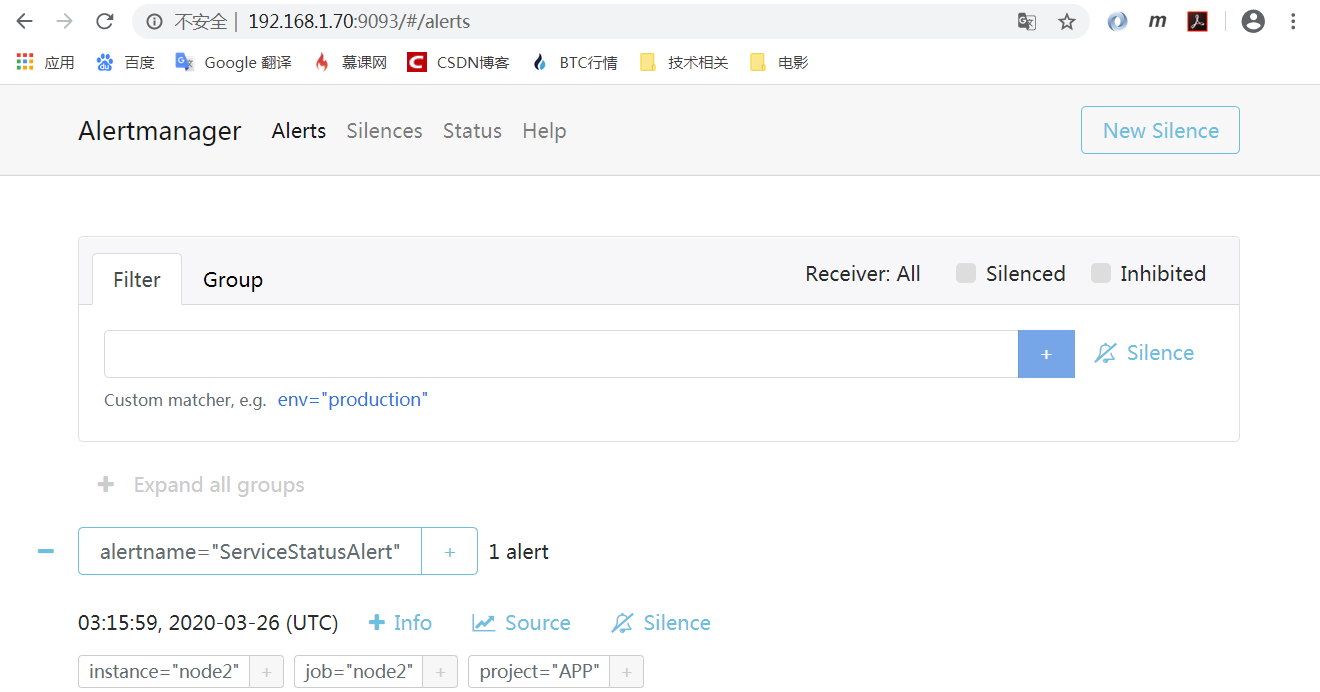 不安全 | 192.168.1.70:9093/#/alerts
应用 百度 Google 翻译 慕课网 CSDN博客 BTC行情 技术相关 电影
Alertmanager Alerts Silences Status Help New Silence
Filter Group Receiver: All Silenced Inhibited
+ Silence
Custom matcher, e.g. env="production"
+ Expand all groups
alertname="ServiceStatusAlert" + 1 alert
03:15:59, 2020-03-26 (UTC) + Info Source Silence
instance="node2" + job="node2" + project="APP" +